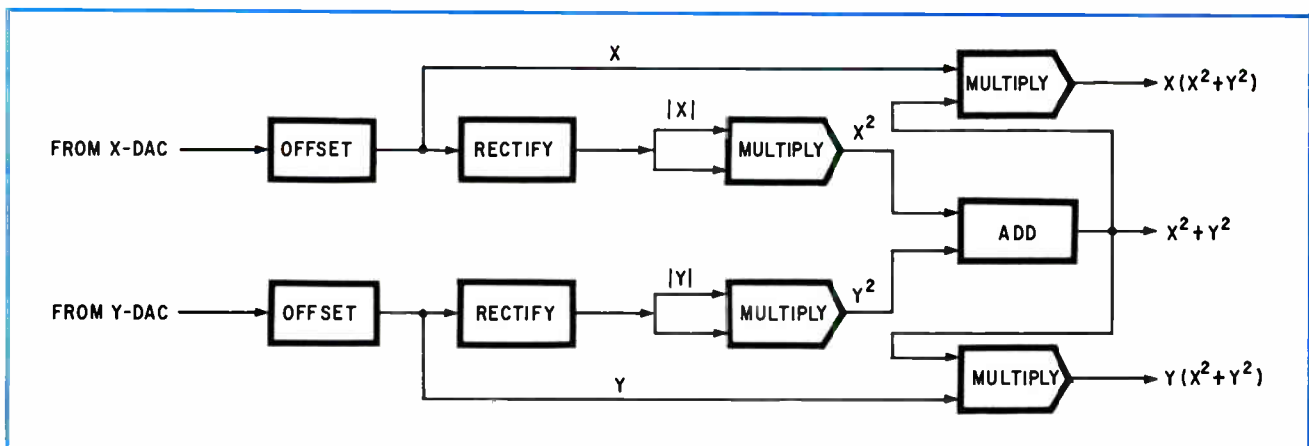 X
MULTIPLY
X(X²+Y²)
|X|
X²
FROM X-DAC
OFFSET
RECTIFY
MULTIPLY
ADD
X²+Y²
|Y|
Y²
FROM Y-DAC
OFFSET
RECTIFY
MULTIPLY
MULTIPLY
Y(X²+Y²)
Y